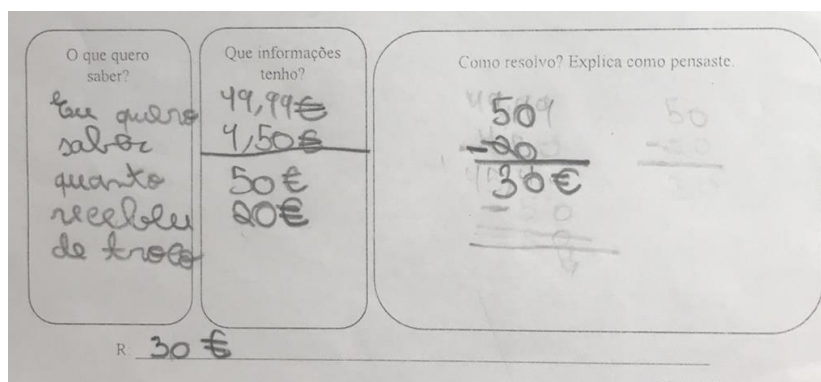 O que quero
saber?
Eu quero
saber
quanto
recebeu
de troco
Que informações
tenho?
49,99€
4,50€
50€
20€
Como resolvo? Explica como pensaste.
50
-20
30€
R. 30 €